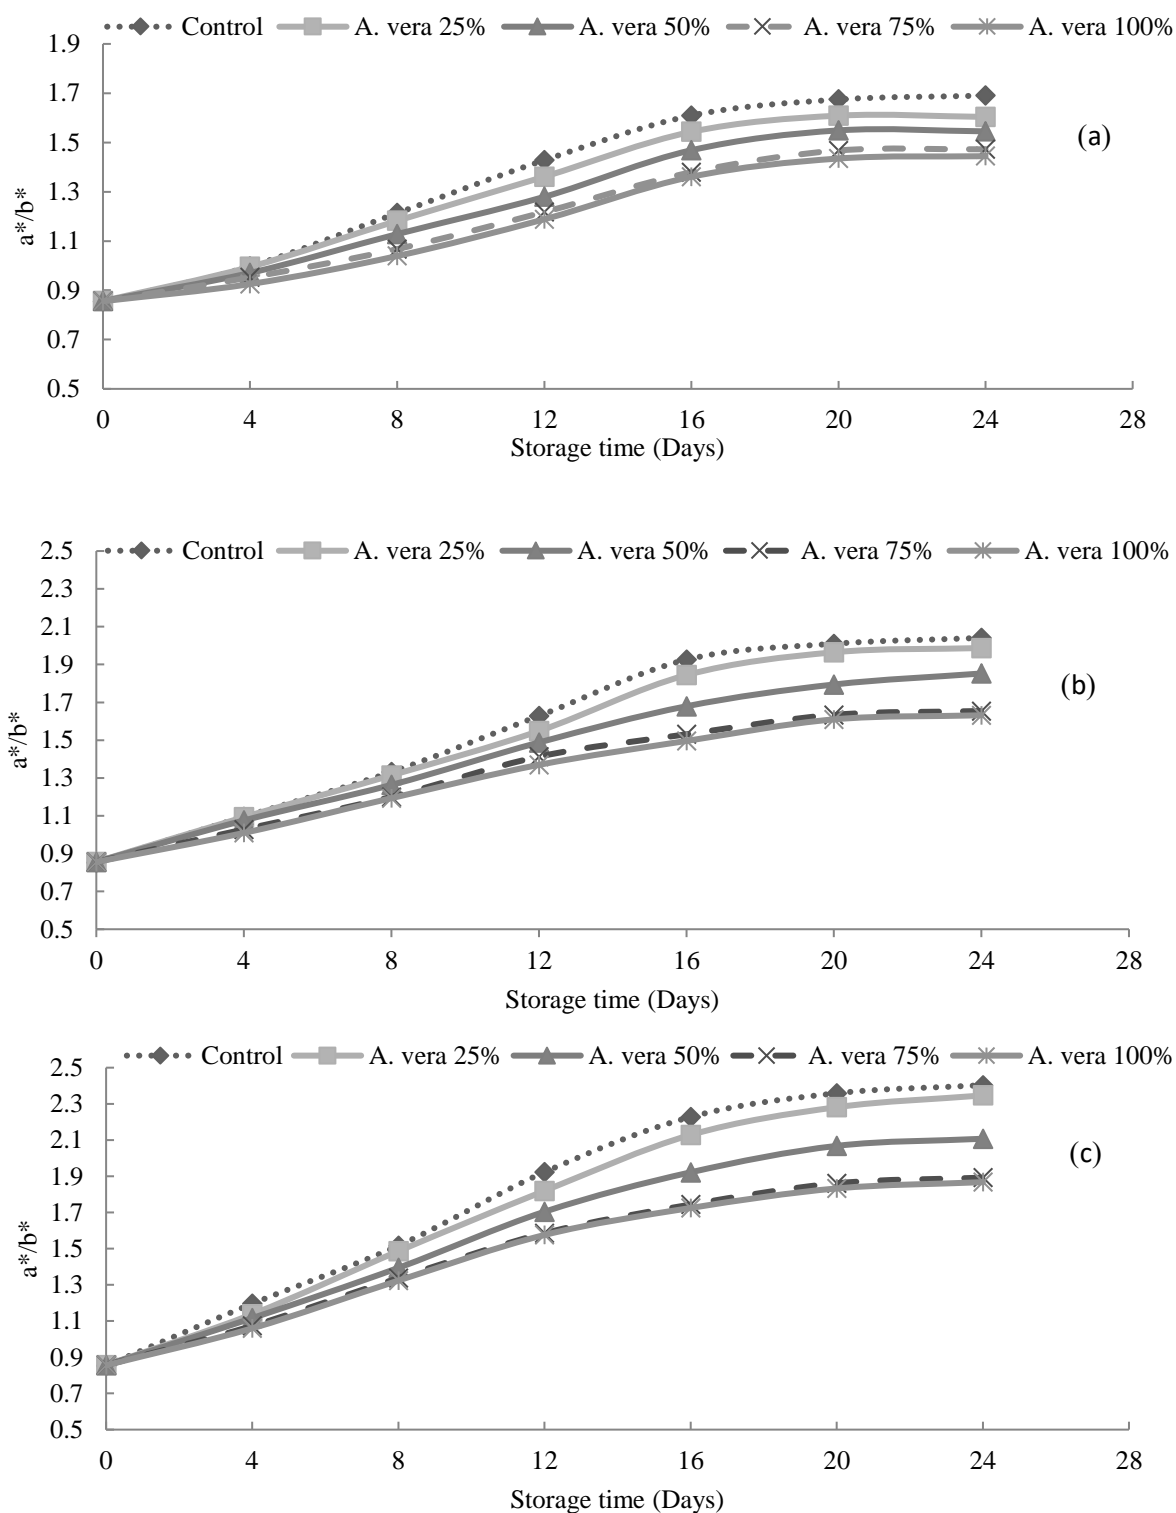 Control A. vera 25% A. vera 50% A. vera 75% A. vera 100%
1.9
1.7
1.5
1.3
1.1
0.9
0.7
0.5
a*/b*
(a)
0 4 8 12 16 20 24 28
Storage time (Days)
Control A. vera 25% A. vera 50% A. vera 75% A. vera 100%
2.5
2.3
2.1
1.9
1.7
1.5
1.3
1.1
0.9
0.7
0.5
a*/b*
(b)
0 4 8 12 16 20 24 28
Storage time (Days)
Control A. vera 25% A. vera 50% A. vera 75% A. vera 100%
2.5
2.3
2.1
1.9
1.7
1.5
1.3
1.1
0.9
0.7
0.5
a*/b*
(c)
0 4 8 12 16 20 24 28
Storage time (Days)